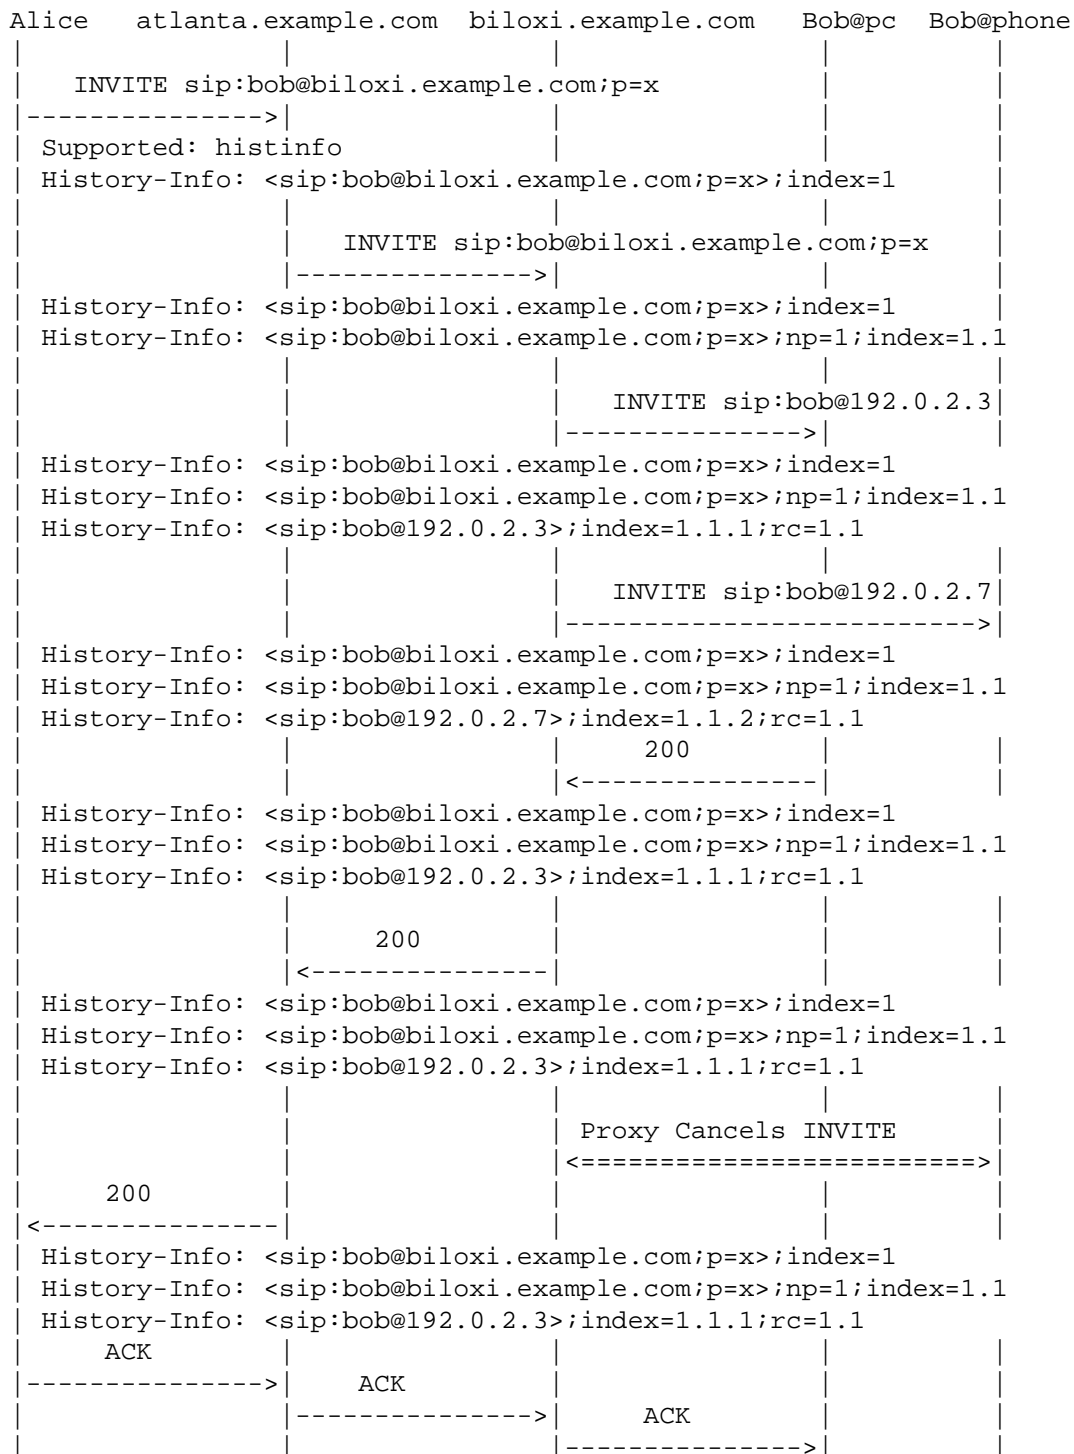 Alice   atlanta.example.com  biloxi.example.com   Bob@pc  Bob@phone
|                |                |                |          |
|   INVITE sip:bob@biloxi.example.com;p=x          |          |
|--------------->|                |                |          |
| Supported: histinfo             |                |          |
| History-Info: <sip:bob@biloxi.example.com;p=x>;index=1      |
|                |                |                |          |
|                |   INVITE sip:bob@biloxi.example.com;p=x    |
|                |--------------->|                |          |
| History-Info: <sip:bob@biloxi.example.com;p=x>;index=1      |
| History-Info: <sip:bob@biloxi.example.com;p=x>;np=1;index=1.1
|                |                |                |          |
|                |                |   INVITE sip:bob@192.0.2.3|
|                |                |--------------->|          |
| History-Info: <sip:bob@biloxi.example.com;p=x>;index=1
| History-Info: <sip:bob@biloxi.example.com;p=x>;np=1;index=1.1
| History-Info: <sip:bob@192.0.2.3>;index=1.1.1;rc=1.1
|                |                |                |          |
|                |                |   INVITE sip:bob@192.0.2.7|
|                |                |-------------------------->|
| History-Info: <sip:bob@biloxi.example.com;p=x>;index=1
| History-Info: <sip:bob@biloxi.example.com;p=x>;np=1;index=1.1
| History-Info: <sip:bob@192.0.2.7>;index=1.1.2;rc=1.1
|                |                |     200        |          |
|                |                |<---------------|          |
| History-Info: <sip:bob@biloxi.example.com;p=x>;index=1
| History-Info: <sip:bob@biloxi.example.com;p=x>;np=1;index=1.1
| History-Info: <sip:bob@192.0.2.3>;index=1.1.1;rc=1.1
|                |                |                |          |
|                |     200        |                |          |
|                |<---------------|                |          |
| History-Info: <sip:bob@biloxi.example.com;p=x>;index=1
| History-Info: <sip:bob@biloxi.example.com;p=x>;np=1;index=1.1
| History-Info: <sip:bob@192.0.2.3>;index=1.1.1;rc=1.1
|                |                |                |          |
|                |                | Proxy Cancels INVITE      |
|                |                |<=========================>|
|     200        |                |                |          |
|<---------------|                |                |          |
| History-Info: <sip:bob@biloxi.example.com;p=x>;index=1
| History-Info: <sip:bob@biloxi.example.com;p=x>;np=1;index=1.1
| History-Info: <sip:bob@192.0.2.3>;index=1.1.1;rc=1.1
|     ACK        |                |                |          |
|--------------->|    ACK         |                |          |
|                |--------------->|     ACK        |          |
|                |                |--------------->|          |